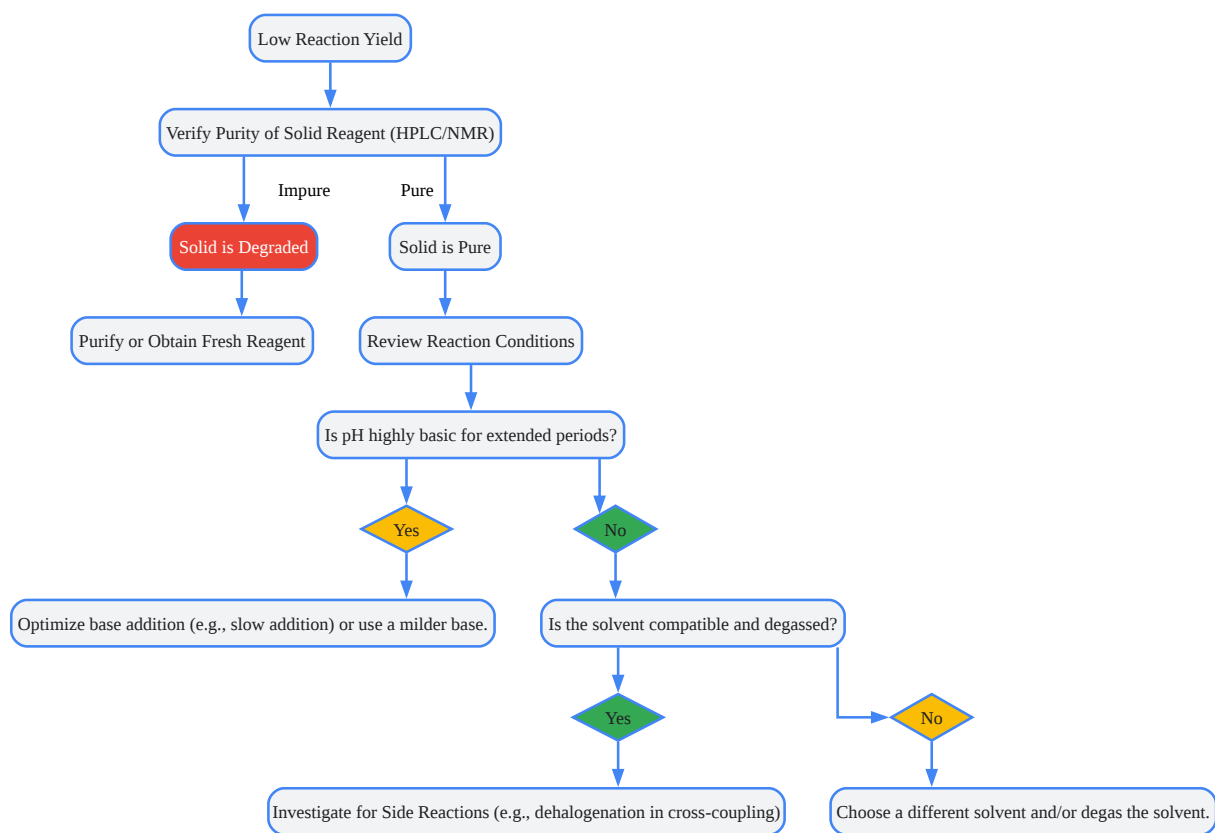 Low Reaction Yield
Verify Purity of Solid Reagent (HPLC/NMR)
Impure
Pure
Solid is Degraded
Solid is Pure
Purify or Obtain Fresh Reagent
Review Reaction Conditions
Is pH highly basic for extended periods?
Yes
No
Optimize base addition (e.g., slow addition) or use a milder base.
Is the solvent compatible and degassed?
Yes
No
Investigate for Side Reactions (e.g., dehalogenation in cross-coupling)
Choose a different solvent and/or degas the solvent.